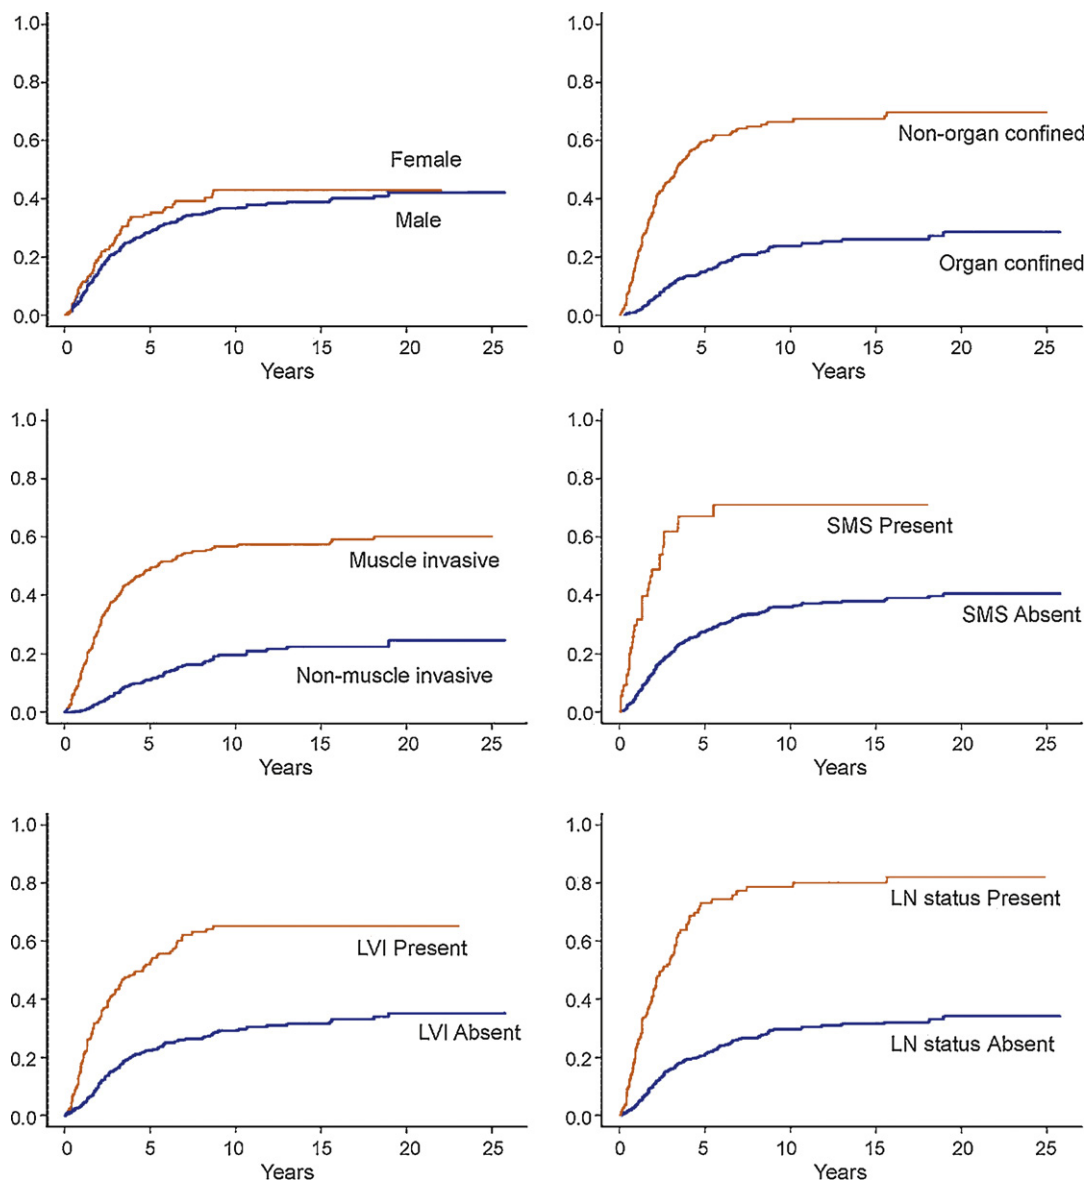 1.0
0.8
0.6
0.4
0.2
0.0
Female
Male
0 5 10 15 20 25
Years
1.0
0.8
0.6
0.4
0.2
0.0
Non-organ confined
Organ confined
0 5 10 15 20 25
Years
1.0
0.8
0.6
0.4
0.2
0.0
Muscle invasive
Non-muscle invasive
0 5 10 15 20 25
Years
1.0
0.8
0.6
0.4
0.2
0.0
SMS Present
SMS Absent
0 5 10 15 20 25
Years
1.0
0.8
0.6
0.4
0.2
0.0
LVI Present
LVI Absent
0 5 10 15 20 25
Years
1.0
0.8
0.6
0.4
0.2
0.0
LN status Present
LN status Absent
0 5 10 15 20 25
Years